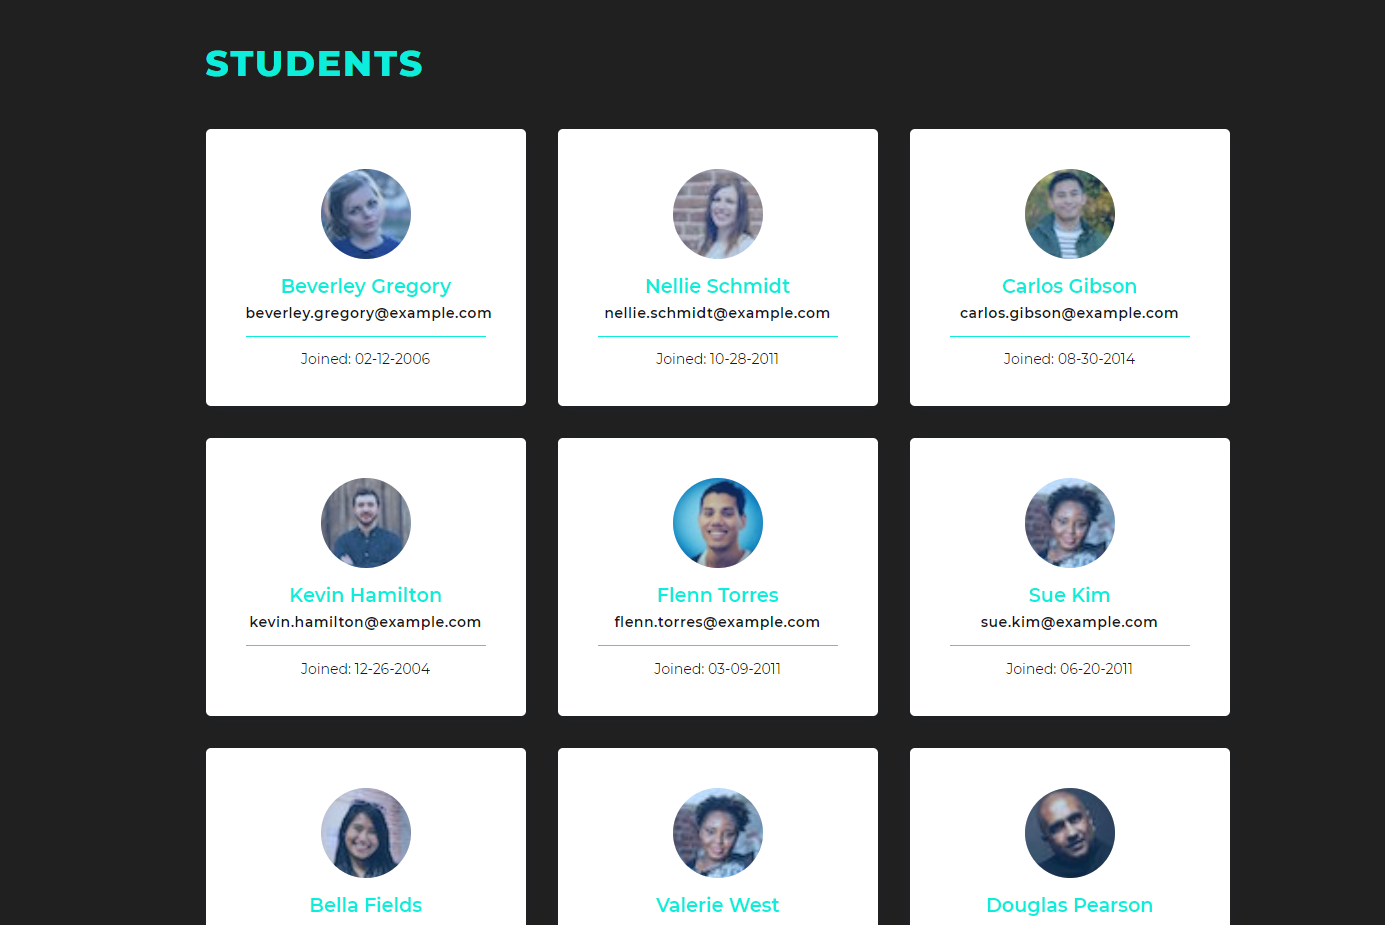 STUDENTS
Beverley Gregory
beverley.gregory@example.com
Joined: 02-12-2006
Nellie Schmidt
nellie.schmidt@example.com
Joined: 10-28-2011
Carlos Gibson
carlos.gibson@example.com
Joined: 08-30-2014
Kevin Hamilton
kevin.hamilton@example.com
Joined: 12-26-2004
Flenn Torres
flenn.torres@example.com
Joined: 03-09-2011
Sue Kim
sue.kim@example.com
Joined: 06-20-2011
Bella Fields
Valerie West
Douglas Pearson